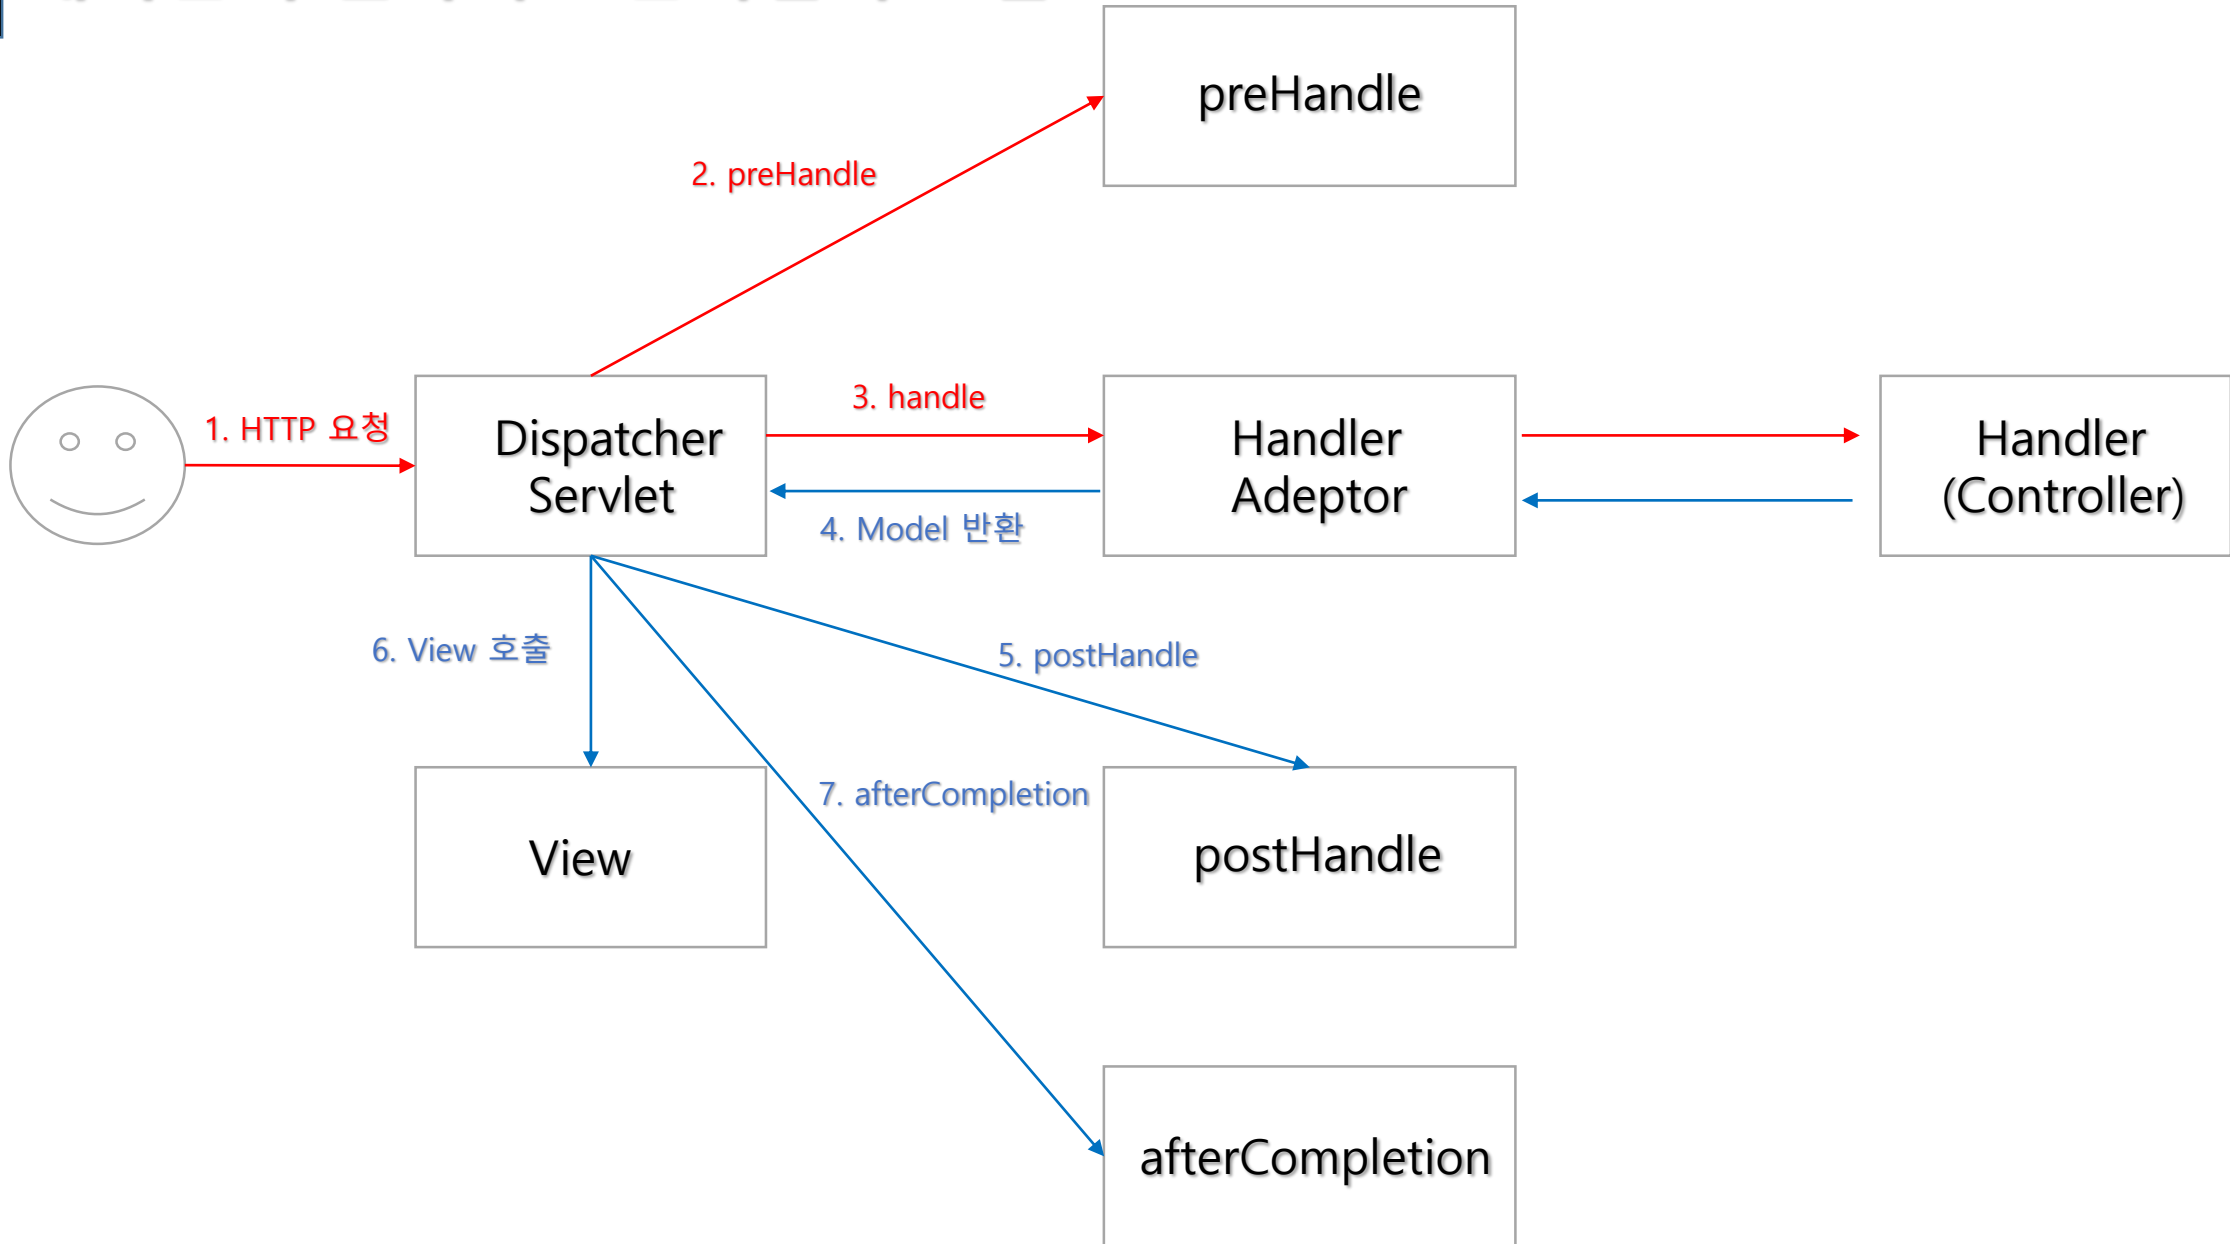 preHandle
2. preHandle
1. HTTP 요청
Dispatcher
Servlet
3. handle
4. Model 반환
Handler
Adeptor
Handler
(Controller)
6. View 호출
5. postHandle
7. afterCompletion
View
postHandle
afterCompletion